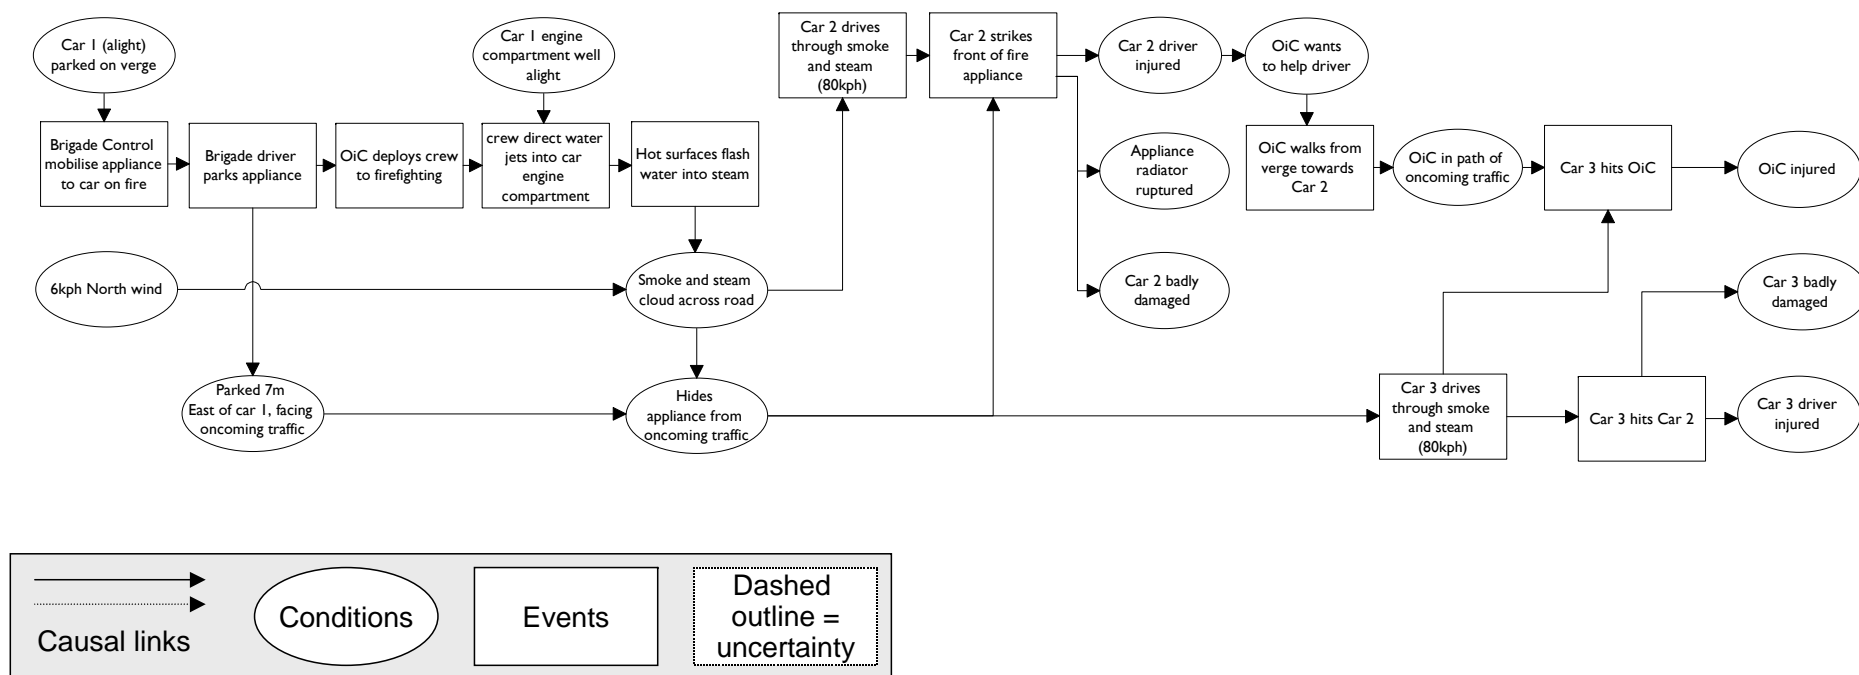 Car 1 (alight)
parked on verge
Car 1 engine
compartment well
alight
Car 2 drives
through smoke
and steam
(80kph)
Car 2 strikes
front of fire
appliance
Car 2 driver
injured
OiC wants
to help driver
Brigade Control
mobilise appliance
to car on fire
Brigade driver
parks appliance
OiC deploys crew
to firefighting
crew direct water
jets into car
engine
compartment
Hot surfaces flash
water into steam
Appliance
radiator
ruptured
OiC walks from
verge towards
Car 2
OiC in path of
oncoming traffic
Car 3 hits OiC
OiC injured
6kph North wind
Smoke and steam
cloud across road
Car 2 badly
damaged
Car 3 badly
damaged
Parked 7m
East of car 1, facing
oncoming traffic
Hides
appliance from
oncoming traffic
Car 3 drives
through smoke
and steam
(80kph)
Car 3 hits Car 2
Car 3 driver
injured
Causal links
Conditions
Events
Dashed
outline =
uncertainty